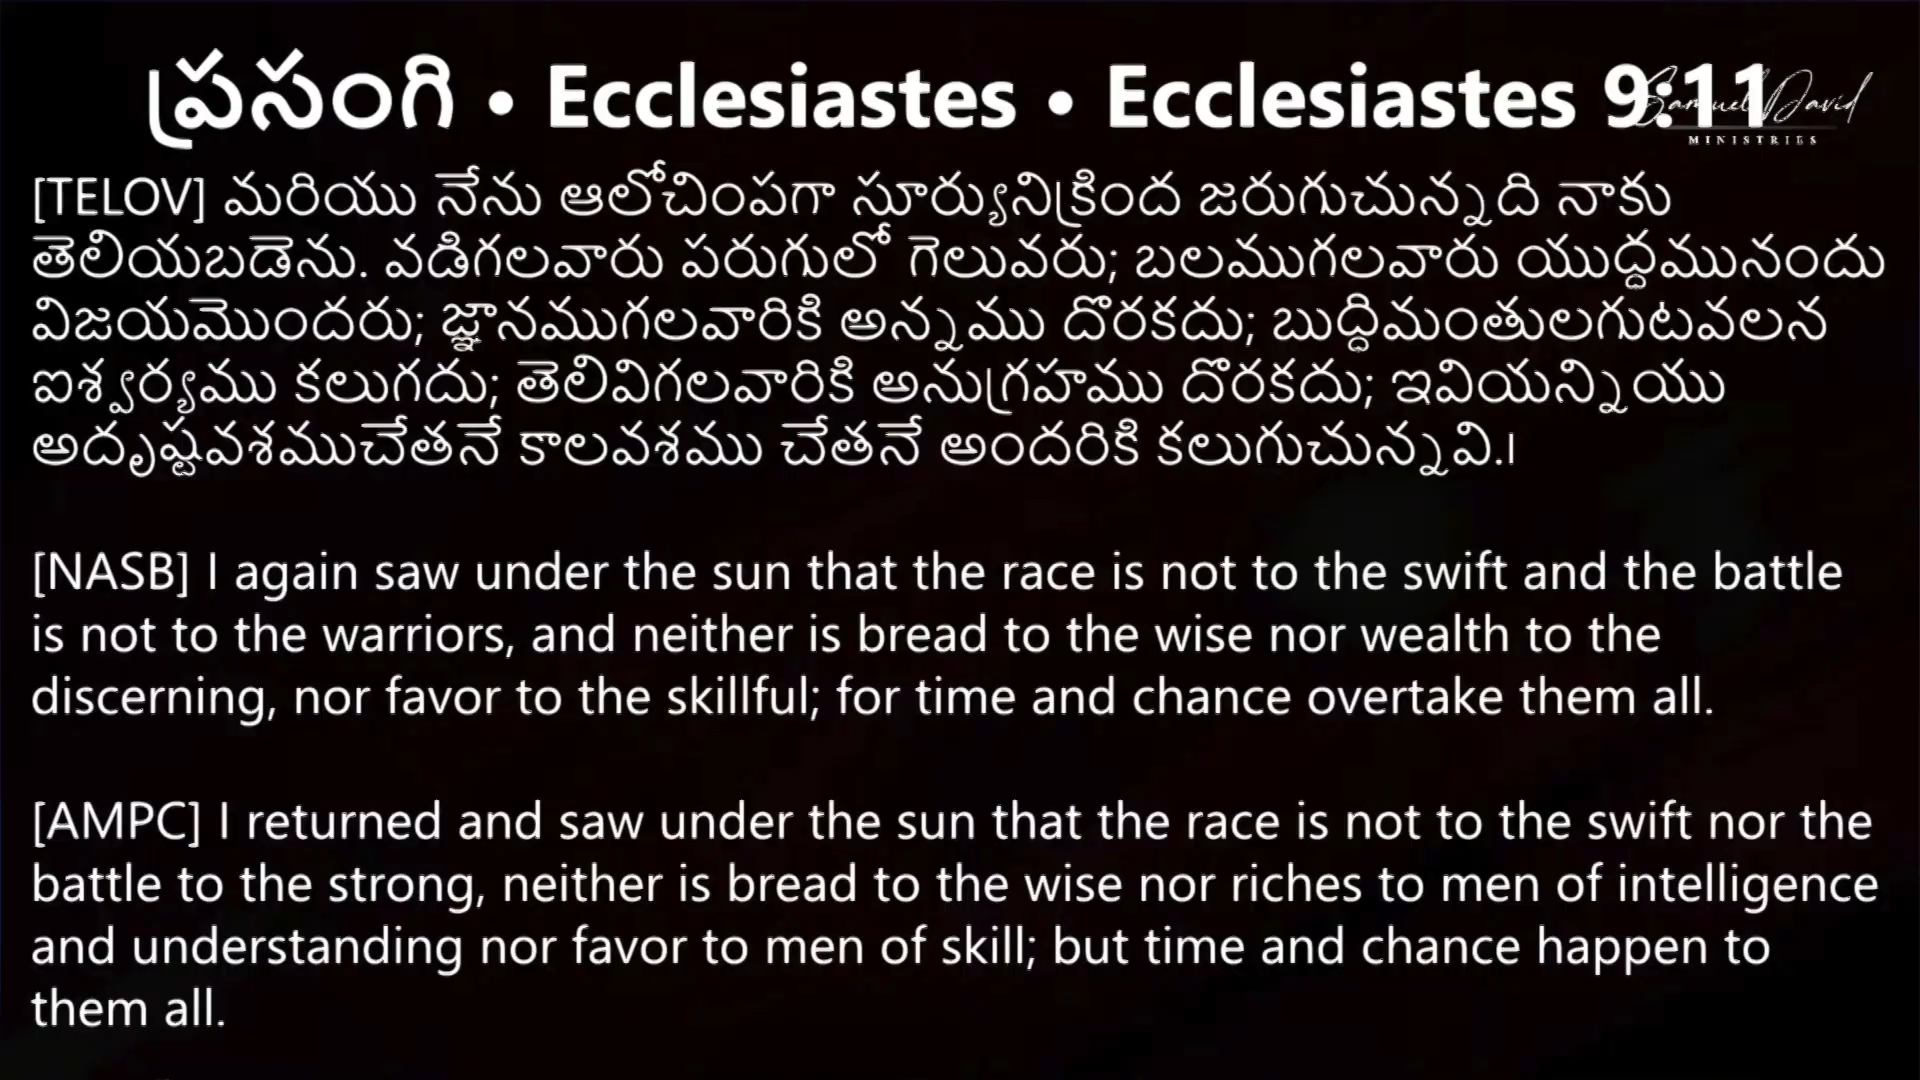 ప్రసంగి • Ecclesiastes • Ecclesiastes 9:11
Samuel David
MINISTRIES
[TELOV] మరియు నేను ఆలోచింపగా సూర్యునిక్రింద జరుగుచున్నది నాకు
తెలియబడెను. వడిగలవారు పరుగులో గెలువరు; బలముగలవారు యుద్ధమునందు
విజయమొందరు; జ్ఞానముగలవారికి అన్నము దొరకదు; బుద్ధిమంతులగుటవలన
ఐశ్వర్యము కలుగదు; తెలివిగలవారికి అనుగ్రహము దొరకదు; ఇవియన్నియు
అదృష్టవశముచేతనే కాలవశము చేతనే అందరికి కలుగుచున్నవి.।
[NASB] I again saw under the sun that the race is not to the swift and the battle
is not to the warriors, and neither is bread to the wise nor wealth to the
discerning, nor favor to the skillful; for time and chance overtake them all.
[AMPC] I returned and saw under the sun that the race is not to the swift nor the
battle to the strong, neither is bread to the wise nor riches to men of intelligence
and understanding nor favor to men of skill; but time and chance happen to
them all.